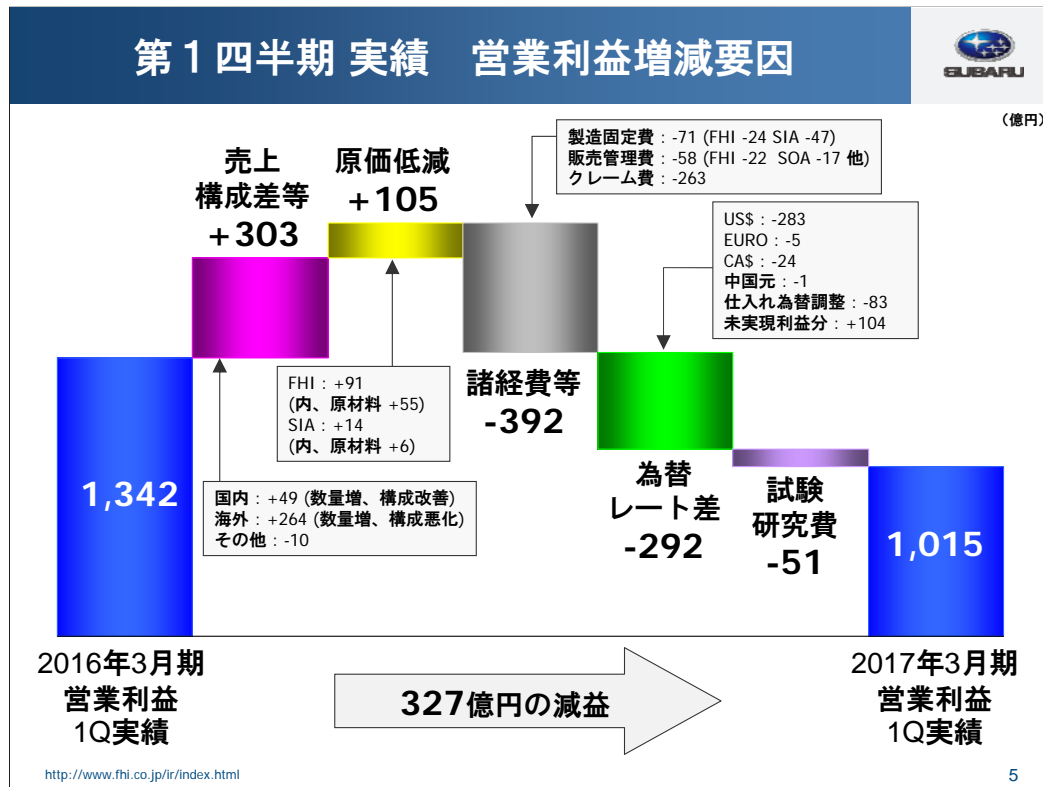 第１四半期 実績　営業利益増減要因
SUBARU
（億円）
売上
構成差等
+303
原価低減
+105
製造固定費：-71 (FHI -24 SIA -47)
販売管理費：-58 (FHI -22 SOA -17 他)
クレーム費：-263
US$：-283
EURO：-5
CA$：-24
中国元：-1
仕入れ為替調整：-83
未実現利益分：+104
FHI：+91
(内、原材料 +55)
SIA：+14
(内、原材料 +6)
諸経費等
-392
国内：+49 (数量増、構成改善)
海外：+264 (数量増、構成悪化)
その他：-10
為替
レート差
-292
試験
研究費
-51
1,342
1,015
2016年3月期
営業利益
1Q実績
327億円の減益
2017年3月期
営業利益
1Q実績
http://www.fhi.co.jp/ir/index.html
5